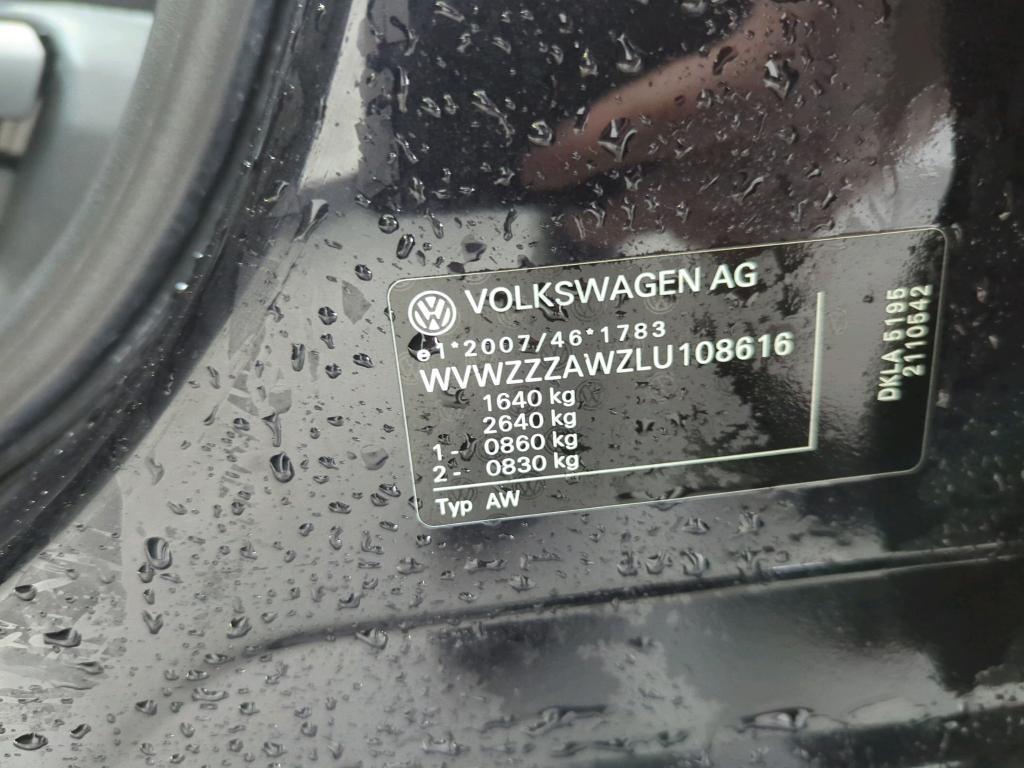 VOLKSWAGEN AG
e1*2007/46*1783
WVWZZZAWZLU108616
1640 kg
2640 kg
1- 0860 kg
2- 0830 kg
Typ AW
DKLA 5195
2110542